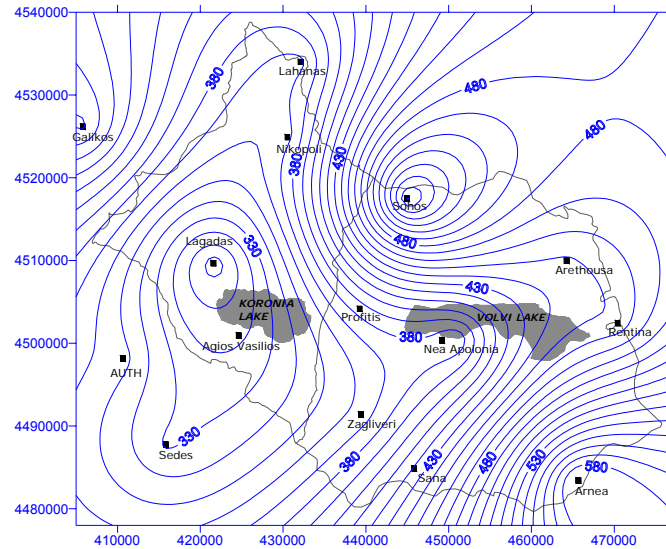 4540000
4530000
4520000
4510000
4500000
4490000
4480000
410000 420000 430000 440000 450000 460000 470000
Lahanas
380
480
Galikos
480
Nikopoli
430
380
Sohos
480
Lagadas
330
Arethousa
430
KORONIA
LAKE
Profitis
VOLVI LAKE
Rentina
380
Agios Vasilios
Nea Apolonia
AUTH
Zagliveri
330
Sedes
380
430
480
530
580
Sana
Arnea